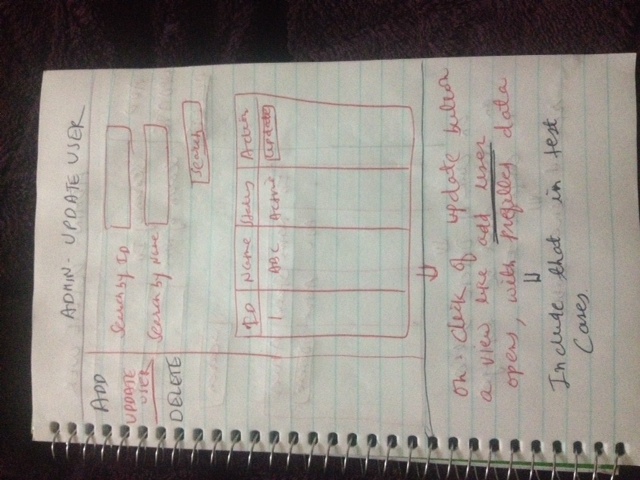 ADMIN - UPDATE USER
ADD
UPDATE
USER
DELETE
Search by ID
Search by Name
Search
ID Name Status Action
1 ABC Active Update
on click of update button
a view like add user
opens, with prefilled data
Include that in test
Cases.